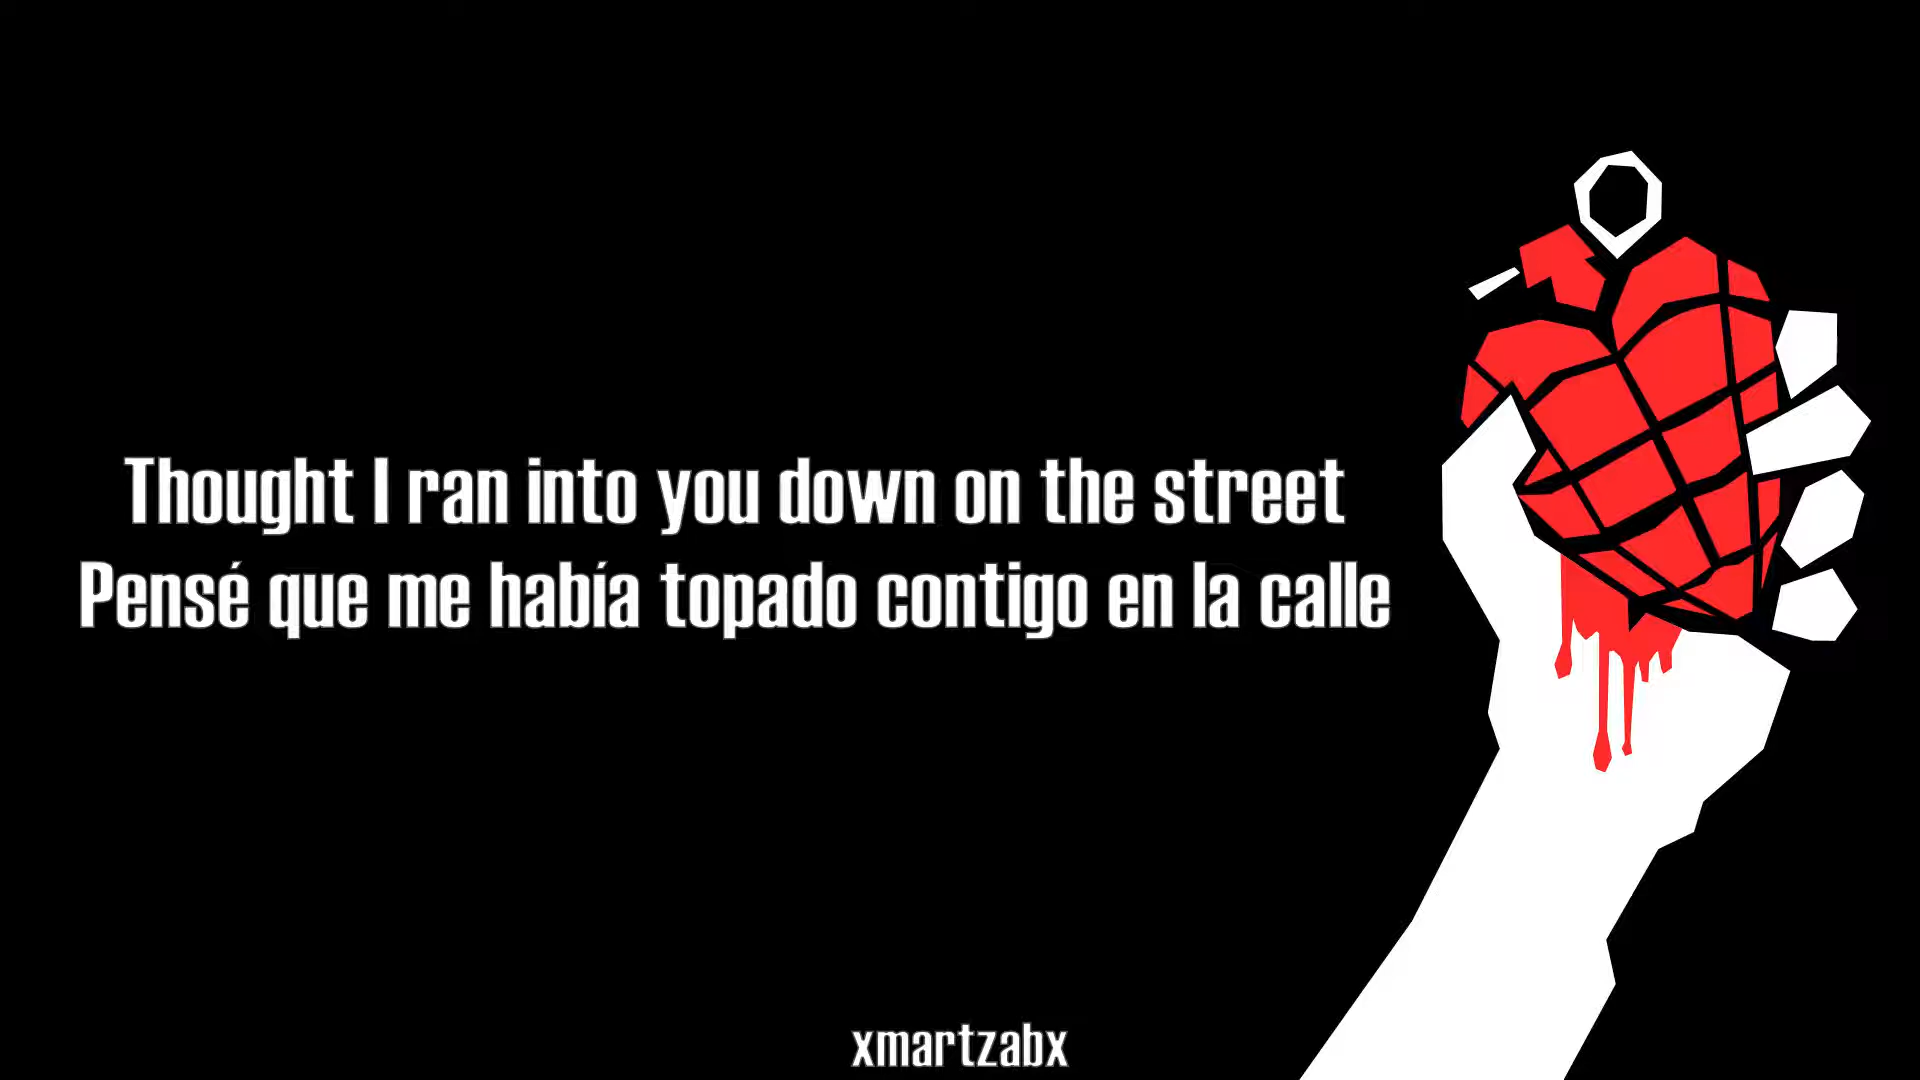 Thought I ran into you down on the street
Pensé que me había topado contigo en la calle
xmartzabx